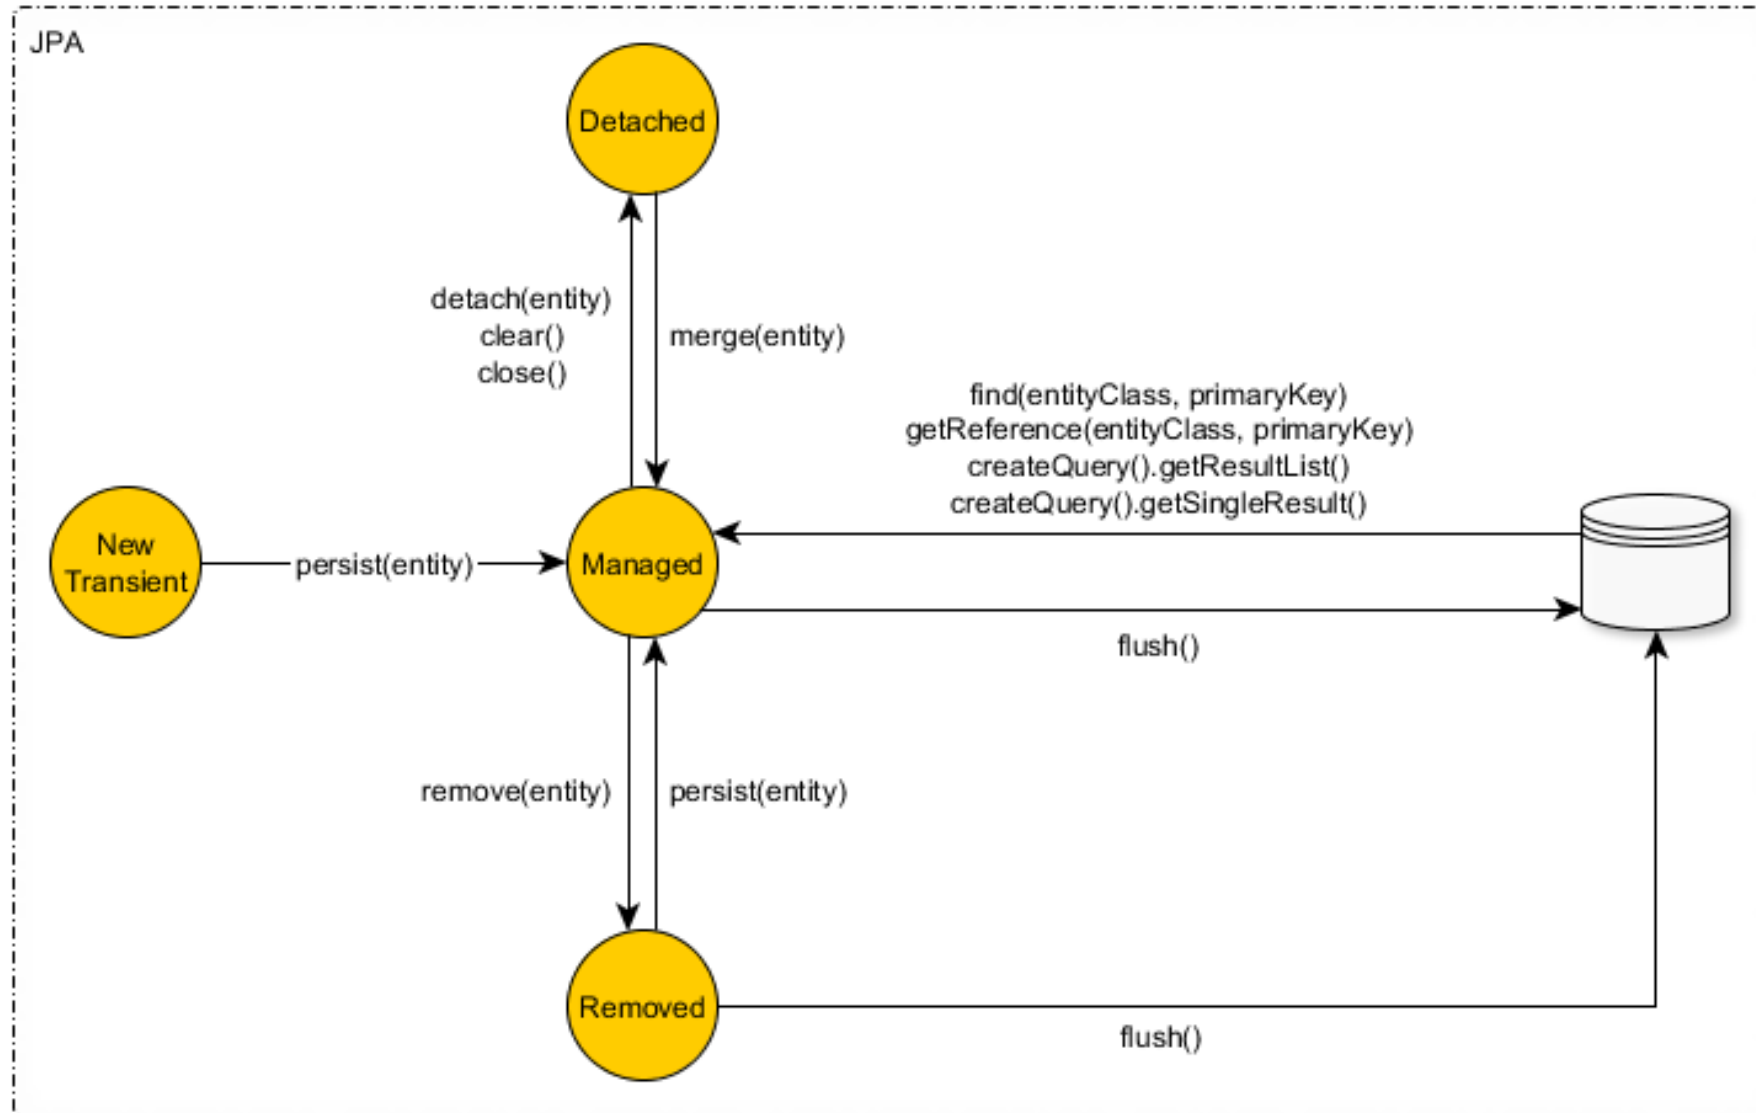 JPA
Detached
detach(entity)
clear()
close()
merge(entity)
find(entityClass, primaryKey)
getReference(entityClass, primaryKey)
createQuery().getResultList()
createQuery().getSingleResult()
New
Transient
persist(entity)
Managed
flush()
remove(entity)
persist(entity)
Removed
flush()